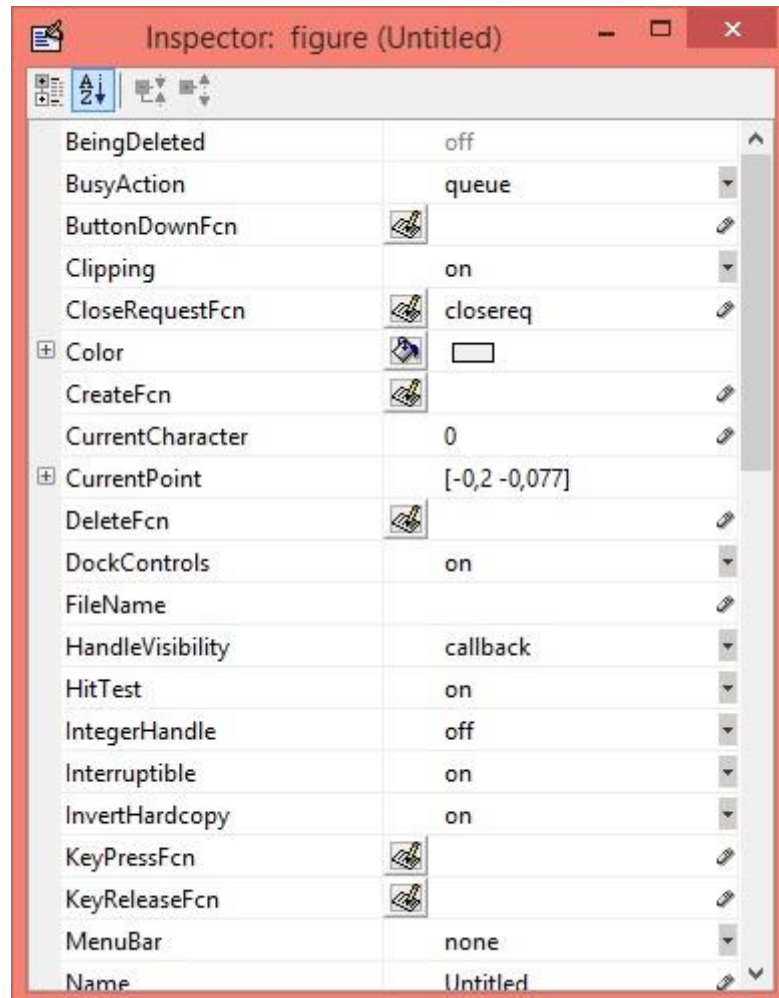 Inspector: figure (Untitled)
BeingDeleted off
BusyAction queue
ButtonDownFcn
Clipping on
CloseRequestFcn closereq
Color
CreateFcn
CurrentCharacter 0
CurrentPoint [-0,2 -0,077]
DeleteFcn
DockControls on
FileName
HandleVisibility callback
HitTest on
IntegerHandle off
Interruptible on
InvertHardcopy on
KeyPressFcn
KeyReleaseFcn
MenuBar none
Name Untitled